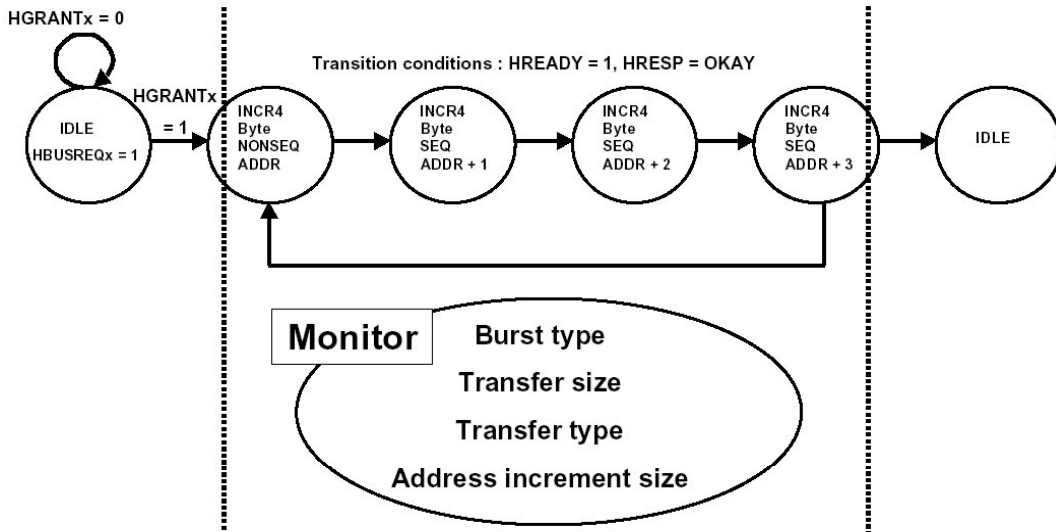 HGRANTx = 0
Transition conditions : HREADY = 1, HRESP = OKAY
HGRANTx
= 1
IDLE
HBUSREQx = 1
INCR4
Byte
NONSEQ
ADDR
INCR4
Byte
SEQ
ADDR + 1
INCR4
Byte
SEQ
ADDR + 2
INCR4
Byte
SEQ
ADDR + 3
IDLE
Monitor
Burst type
Transfer size
Transfer type
Address increment size